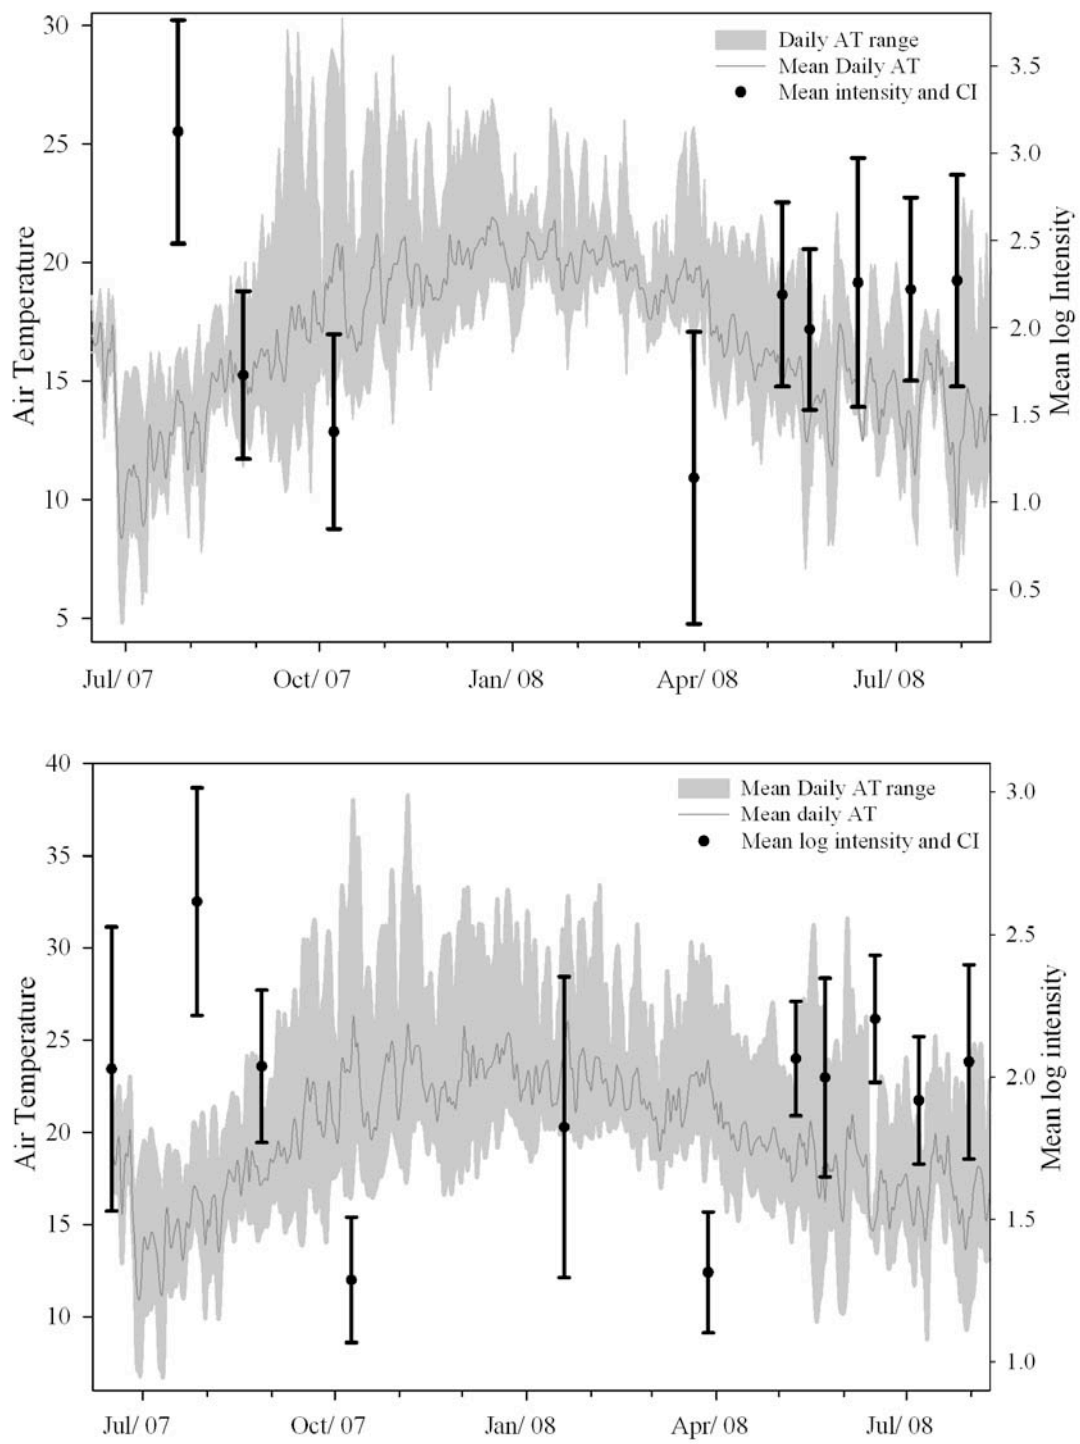 30
25
20
15
10
5
Air Temperature
Daily AT range
Mean Daily AT
Mean intensity and CI
3.5
3.0
2.5
2.0
1.5
1.0
0.5
Mean log Intensity
Jul/ 07
Oct/ 07
Jan/ 08
Apr/ 08
Jul/ 08
40
35
30
25
20
15
10
Air Temperature
Mean Daily AT range
Mean daily AT
Mean log intensity and CI
3.0
2.5
2.0
1.5
1.0
Mean log intensity
Jul/ 07
Oct/ 07
Jan/ 08
Apr/ 08
Jul/ 08